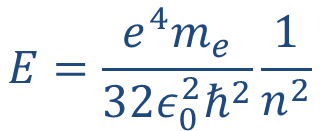 E = \frac{e^4 m_e}{32 \epsilon_0^2 \hbar^2} \frac{1}{n^2}